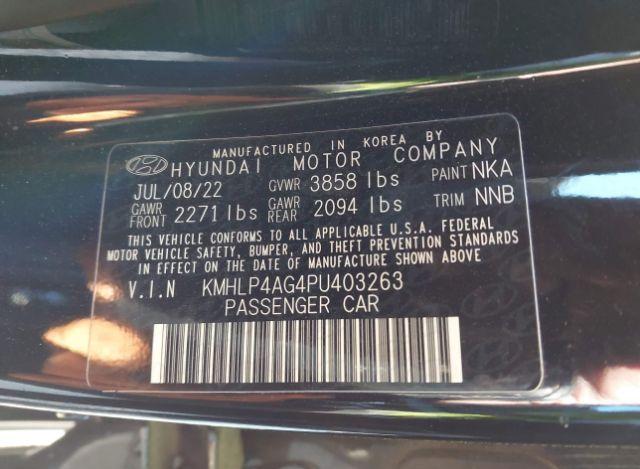 MANUFACTURED IN KOREA BY
HYUNDAI MOTOR COMPANY
JUL/08/22 GVWR 3858 lbs PAINT NKA
GAWR FRONT 2271 lbs GAWR REAR 2094 lbs TRIM NNB
THIS VEHICLE CONFORMS TO ALL APPLICABLE U.S.A. FEDERAL
MOTOR VEHICLE SAFETY, BUMPER, AND THEFT PREVENTION STANDARDS
IN EFFECT ON THE DATE OF MANUFACTURE SHOWN ABOVE
V.I.N KMHLP4AG4PU403263
PASSENGER CAR